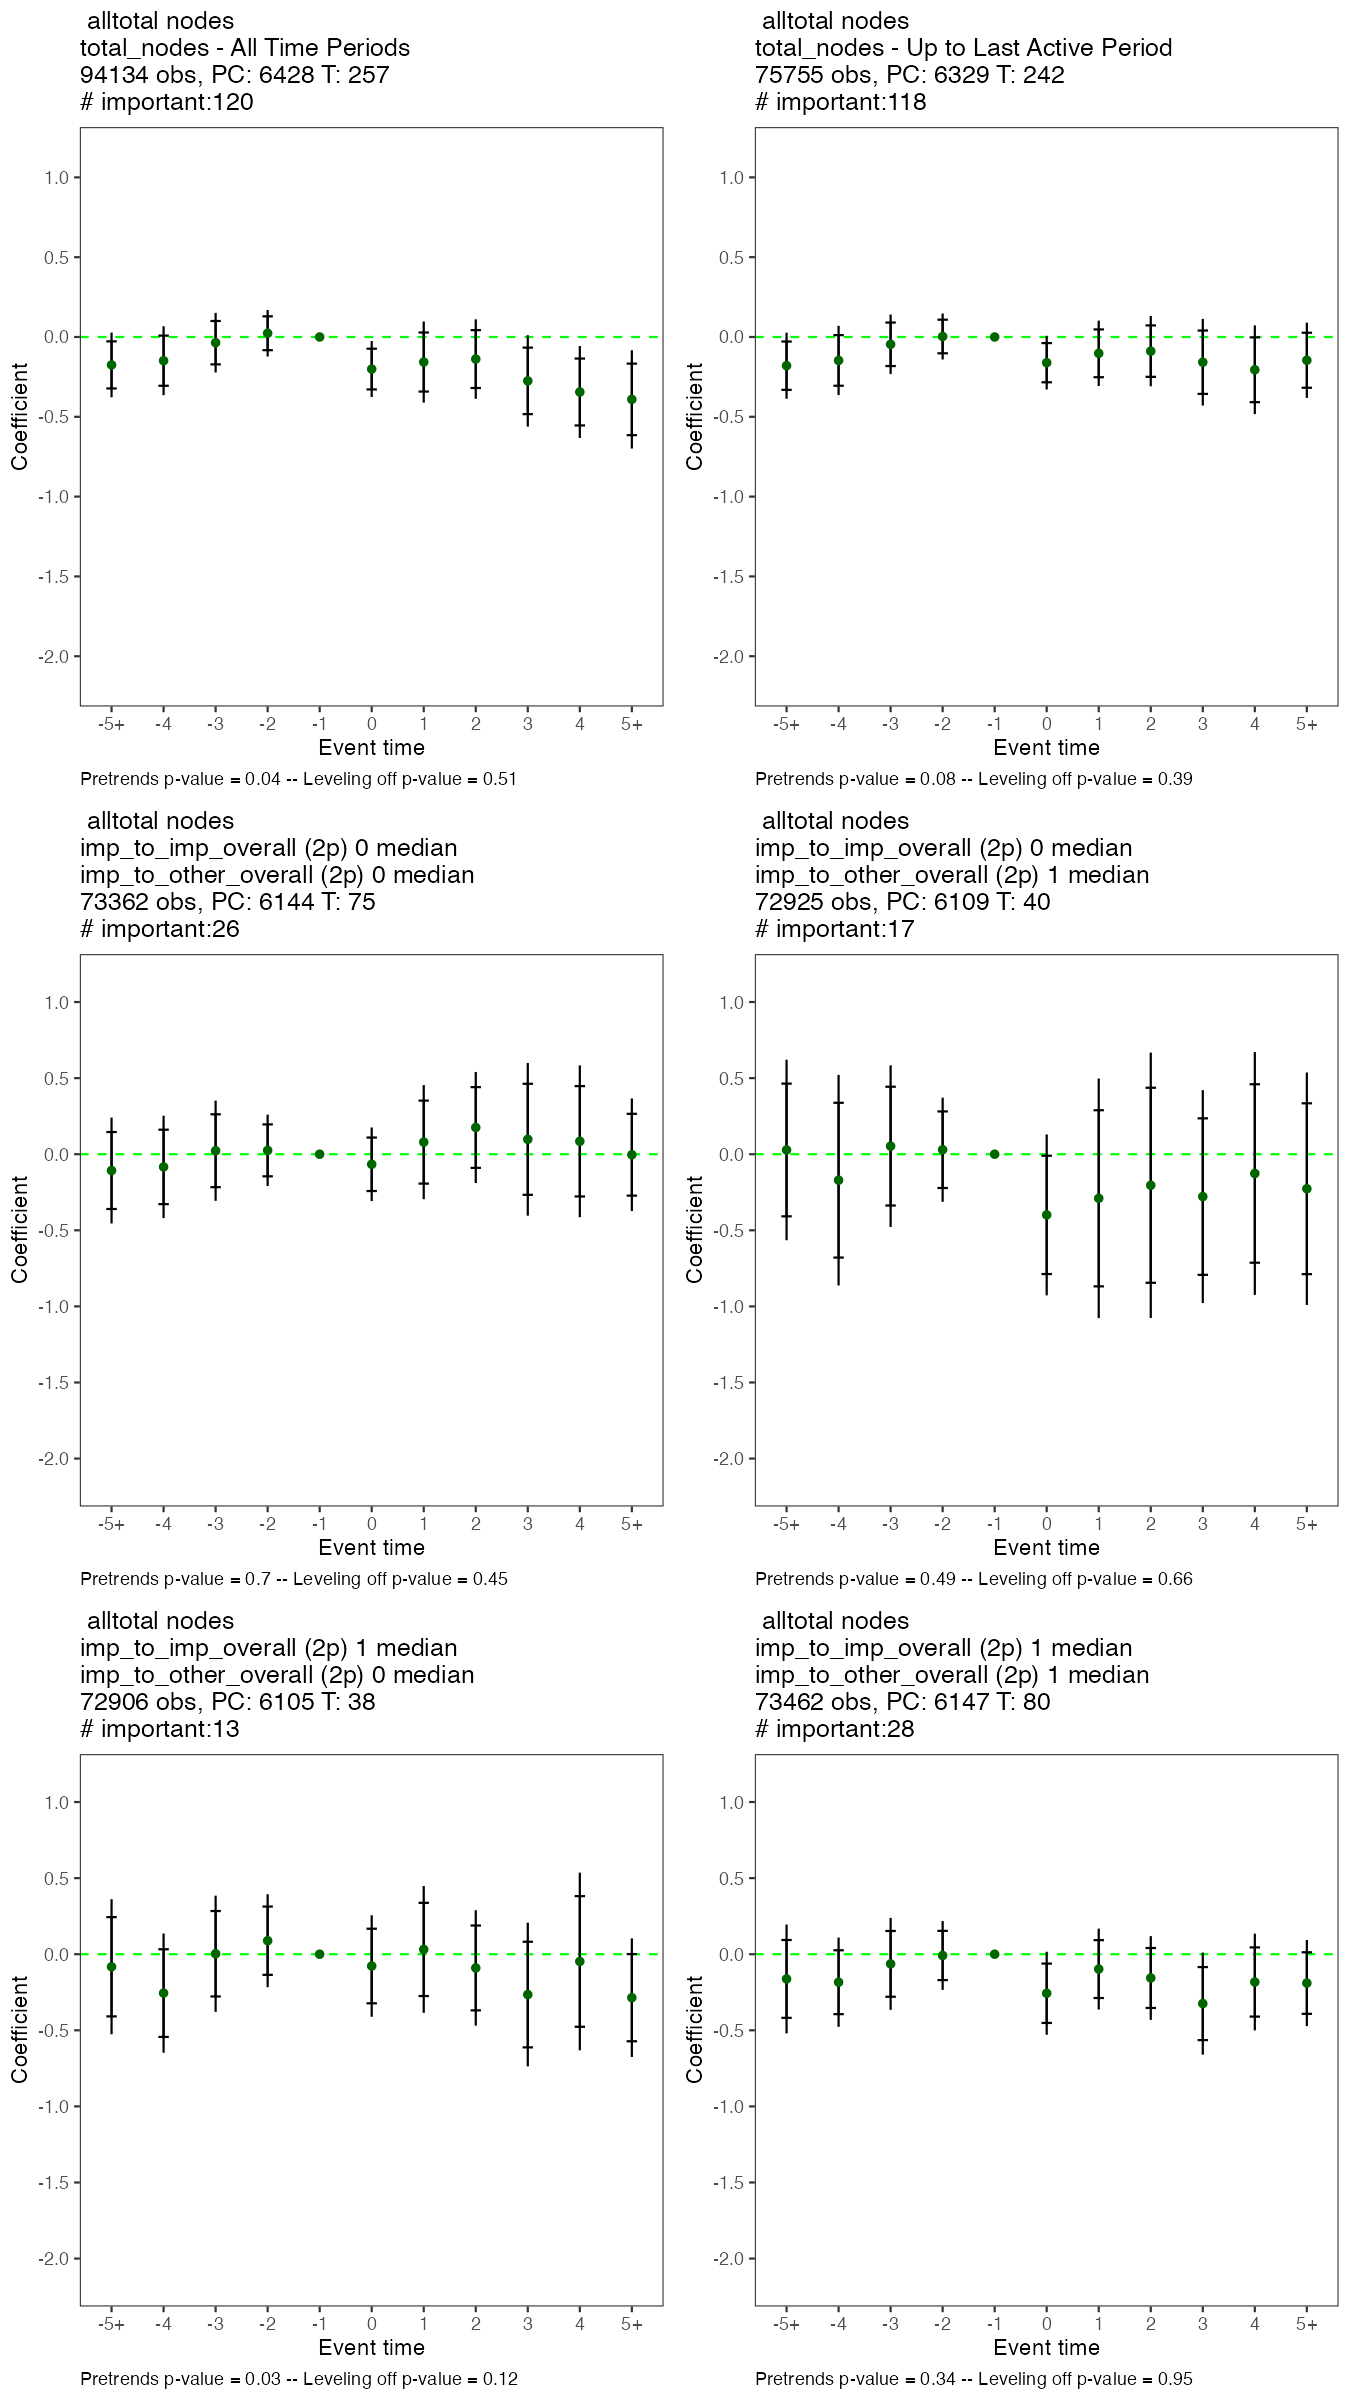 alltotal nodes
total_nodes - All Time Periods
94134 obs, PC: 6428 T: 257
# important:120
1.0
0.5
0.0
-0.5
-1.0
-1.5
-2.0
Coefficient
-5+ -4 -3 -2 -1 0 1 2 3 4 5+
Event time
Pretrends p-value = 0.04 -- Leveling off p-value = 0.51
alltotal nodes
total_nodes - Up to Last Active Period
75755 obs, PC: 6329 T: 242
# important:118
1.0
0.5
0.0
-0.5
-1.0
-1.5
-2.0
Coefficient
-5+ -4 -3 -2 -1 0 1 2 3 4 5+
Event time
Pretrends p-value = 0.08 -- Leveling off p-value = 0.39
alltotal nodes
imp_to_imp_overall (2p) 0 median
imp_to_other_overall (2p) 0 median
73362 obs, PC: 6144 T: 75
# important:26
1.0
0.5
0.0
-0.5
-1.0
-1.5
-2.0
Coefficient
-5+ -4 -3 -2 -1 0 1 2 3 4 5+
Event time
Pretrends p-value = 0.7 -- Leveling off p-value = 0.45
alltotal nodes
imp_to_imp_overall (2p) 0 median
imp_to_other_overall (2p) 1 median
72925 obs, PC: 6109 T: 40
# important:17
1.0
0.5
0.0
-0.5
-1.0
-1.5
-2.0
Coefficient
-5+ -4 -3 -2 -1 0 1 2 3 4 5+
Event time
Pretrends p-value = 0.49 -- Leveling off p-value = 0.66
alltotal nodes
imp_to_imp_overall (2p) 1 median
imp_to_other_overall (2p) 0 median
72906 obs, PC: 6105 T: 38
# important:13
1.0
0.5
0.0
-0.5
-1.0
-1.5
-2.0
Coefficient
-5+ -4 -3 -2 -1 0 1 2 3 4 5+
Event time
Pretrends p-value = 0.03 -- Leveling off p-value = 0.12
alltotal nodes
imp_to_imp_overall (2p) 1 median
imp_to_other_overall (2p) 1 median
73462 obs, PC: 6147 T: 80
# important:28
1.0
0.5
0.0
-0.5
-1.0
-1.5
-2.0
Coefficient
-5+ -4 -3 -2 -1 0 1 2 3 4 5+
Event time
Pretrends p-value = 0.34 -- Leveling off p-value = 0.95